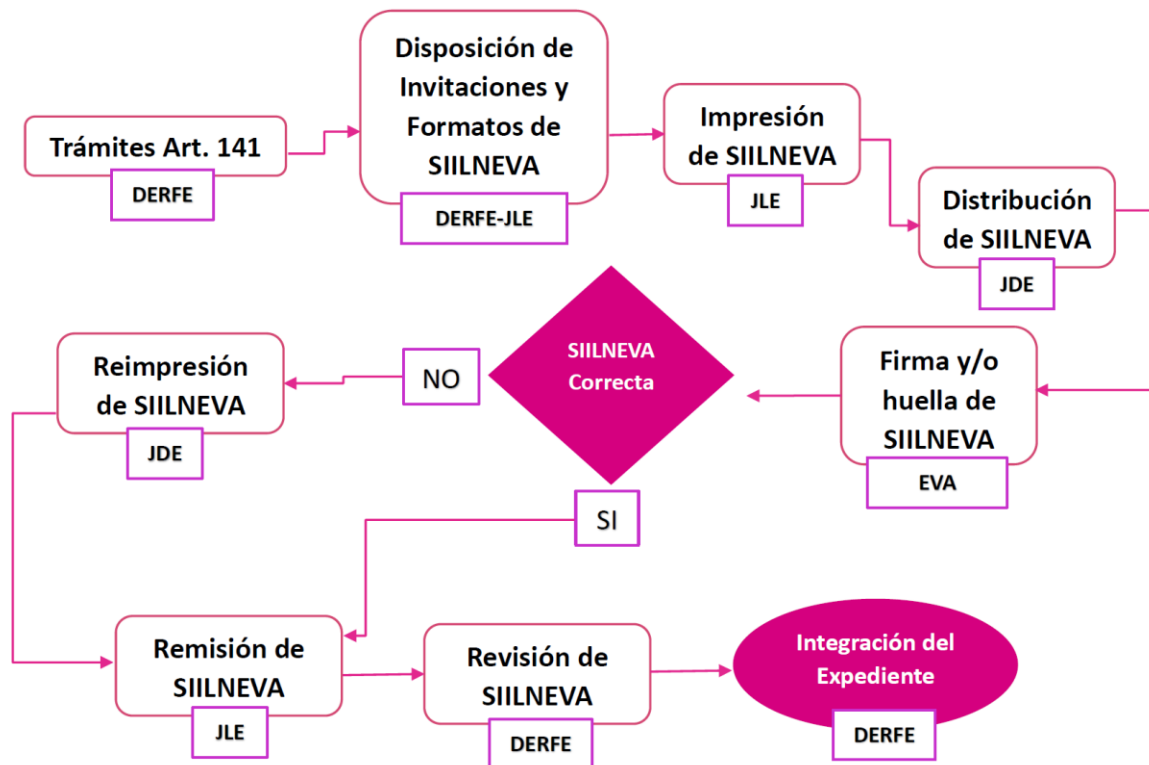 Trámites Art. 141
DERFE
Disposición de
Invitaciones y
Formatos de
SIILNEVA
DERFE-JLE
Impresión
de SIILNEVA
JLE
Distribución
de SIILNEVA
JDE
Firma y/o
huella de
SIILNEVA
EVA
SIILNEVA
Correcta
NO
Reimpresión
de SIILNEVA
JDE
SI
Remisión de
SIILNEVA
JLE
Revisión de
SIILNEVA
DERFE
Integración del
Expediente
DERFE